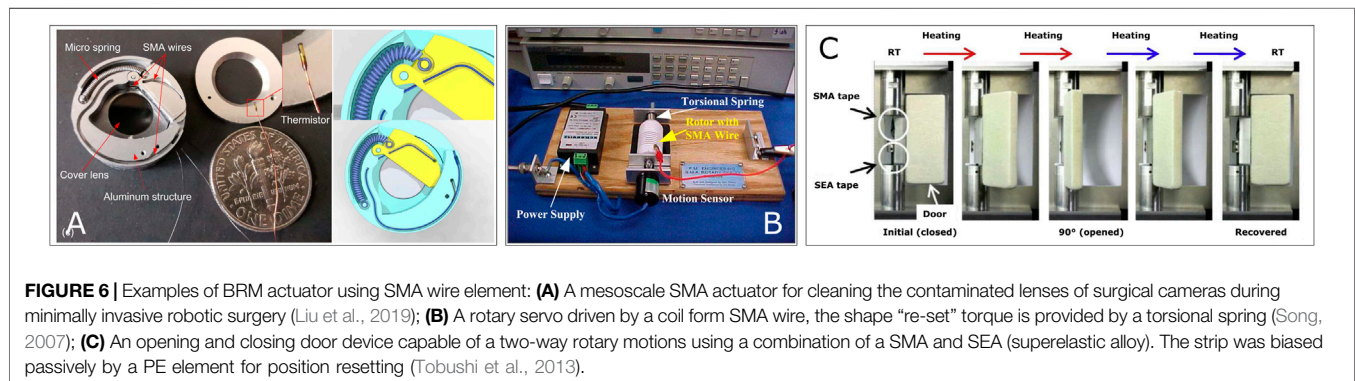 Micro spring
SMA wires
Thermistor
Cover lens
Aluminum structure
UNITED STATES OF AMERICA
ONE DIME
A
Torsional Spring
Rotor with
SMA Wire
Power Supply
Motion Sensor
B
C
Heating
Heating
Heating
Heating
RT
RT
SMA tape
SEA tape
Door
Initial (closed)
90° (opened)
Recovered
FIGURE 6 | Examples of BRM actuator using SMA wire element: (A) A mesoscale SMA actuator for cleaning the contaminated lenses of surgical cameras during
minimally invasive robotic surgery (Liu et al., 2019); (B) A rotary servo driven by a coil form SMA wire, the shape “re-set” torque is provided by a torsional spring (Song,
2007); (C) An opening and closing door device capable of a two-way rotary motions using a combination of a SMA and SEA (superelastic alloy). The strip was biased
passively by a PE element for position resetting (Tobushi et al., 2013).